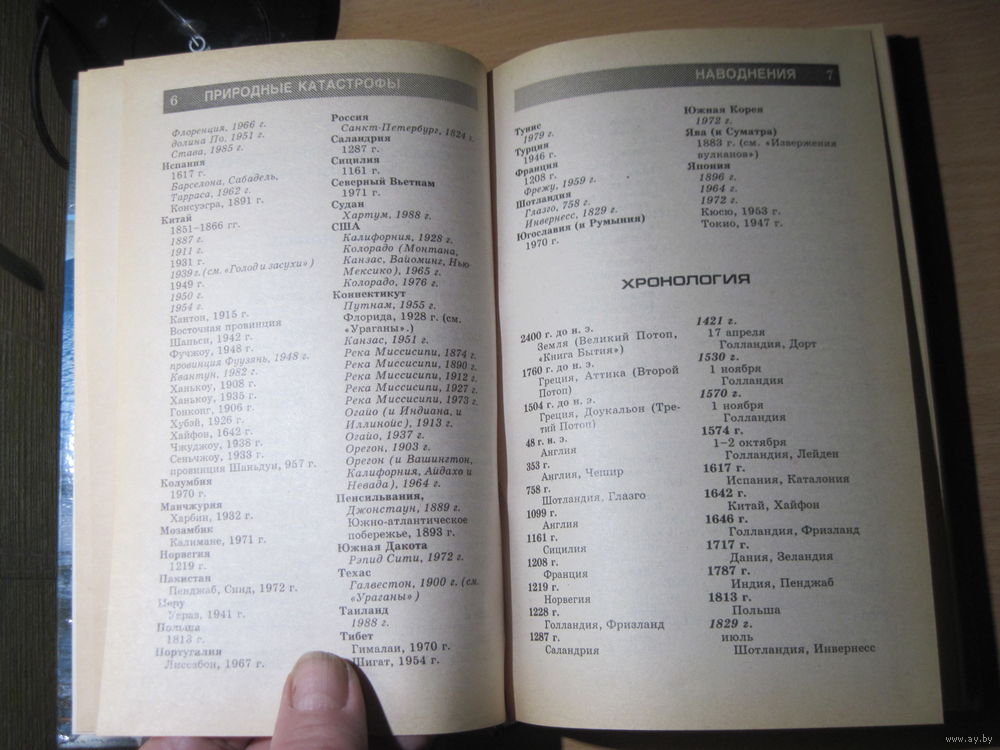 6 ПРИРОДНЫЕ КАТАСТРОФЫ
Флоренция, 1966 г.
долина По, 1951 г.
Става, 1985 г.
Испания
1617 г.
Барселона, Сабадель,
Тарраса, 1962 г.
Консуэгра, 1891 г.
Китай
1851–1866 гг.
1887 г.
1911 г.
1931 г.
1939 г. (см. «Голод и засухи»)
1949 г.
1950 г.
1954 г.
Кантон, 1915 г.
Восточная провинция
Шаньси, 1942 г.
Фучжоу, 1948 г.
провинция Фуузянь, 1948 г.
Квантун, 1982 г.
Ханькоу, 1908 г.
Ханькоу, 1935 г.
Гонконг, 1906 г.
Хубэй, 1926 г.
Хайфон, 1642 г.
Чжуджоу, 1938 г.
Сеньчжоу, 1933 г.
провинция Шаньдун, 957 г.
Колумбия
1970 г.
Манчжурия
Харбин, 1932 г.
Мозамбик
Калимане, 1971 г.
Норвегия
1219 г.
Пакистан
Пенджаб, Синд, 1972 г.
Перу
1941 г.
Польша
1813 г.
Португалия
Лиссабон, 1967 г.
Россия
Санкт-Петербург, 1824 г.
Саландрия
1287 г.
Сицилия
1161 г.
Северный Вьетнам
1971 г.
Судан
Хартум, 1988 г.
США
Калифорния, 1928 г.
Колорадо (Монтана,
Канзас, Вайоминг, Нью-
Мексико), 1965 г.
Колорадо, 1976 г.
Коннектикут
Путнам, 1955 г.
Флорида, 1928 г. (см.
«Ураганы».)
Канзас, 1951 г.
Река Миссисипи, 1874 г.
Река Миссисипи, 1890 г.
Река Миссисипи, 1912 г.
Река Миссисипи, 1927 г.
Река Миссисипи, 1973 г.
Огайо (и Индиана, и
Иллинойс), 1913 г.
Огайо, 1937 г.
Орегон, 1903 г.
Орегон (и Вашингтон,
Калифорния, Айдахо и
Невада), 1964 г.
Пенсильвания,
Джонстаун, 1889 г.
Южно-атлантическое
побережье, 1893 г.
Южная Дакота
Рэпид Сити, 1972 г.
Техас
Галвестон, 1900 г. (см.
«Ураганы»)
Таиланд
1988 г.
Тибет
Гималаи, 1970 г.
Шигат, 1954 г.
НАВОДНЕНИЯ 7
Тунис
1979 г.
Турция
1946 г.
Франция
1208 г.
Фрежу, 1959 г.
Шотландия
Глазго, 758 г.
Инвернесс, 1829 г.
Югославия (и Румыния)
1970 г.
Южная Корея
1972 г.
Ява (и Суматра)
1883 г. (см. «Извержения
вулканов»)
Япония
1896 г.
1964 г.
1972 г.
Кюсю, 1953 г.
Токио, 1947 г.
ХРОНОЛОГИЯ
2400 г. до н. э.
Земля (Великий Потоп,
«Книга Бытия»)
1760 г. до н. э.
Греция, Аттика (Второй
Потоп)
1504 г. до н. э.
Греция, Доукальон (Тре-
тий Потоп)
48 г. н. э.
Англия
353 г.
Англия, Чешир
758 г.
Шотландия, Глазго
1099 г.
Англия
1161 г.
Сицилия
1208 г.
Франция
1219 г.
Норвегия
1228 г.
Голландия, Фризланд
1287 г.
Саландрия
1421 г.
17 апреля
Голландия, Дорт
1530 г.
1 ноября
Голландия
1570 г.
1 ноября
Голландия
1574 г.
1–2 октября
Голландия, Лейден
1617 г.
Испания, Каталония
1642 г.
Китай, Хайфон
1646 г.
Голландия, Фризланд
1717 г.
Дания, Зеландия
1787 г.
Индия, Пенджаб
1813 г.
Польша
1829 г.
июль
Шотландия, Инвернесс
www.ay.by